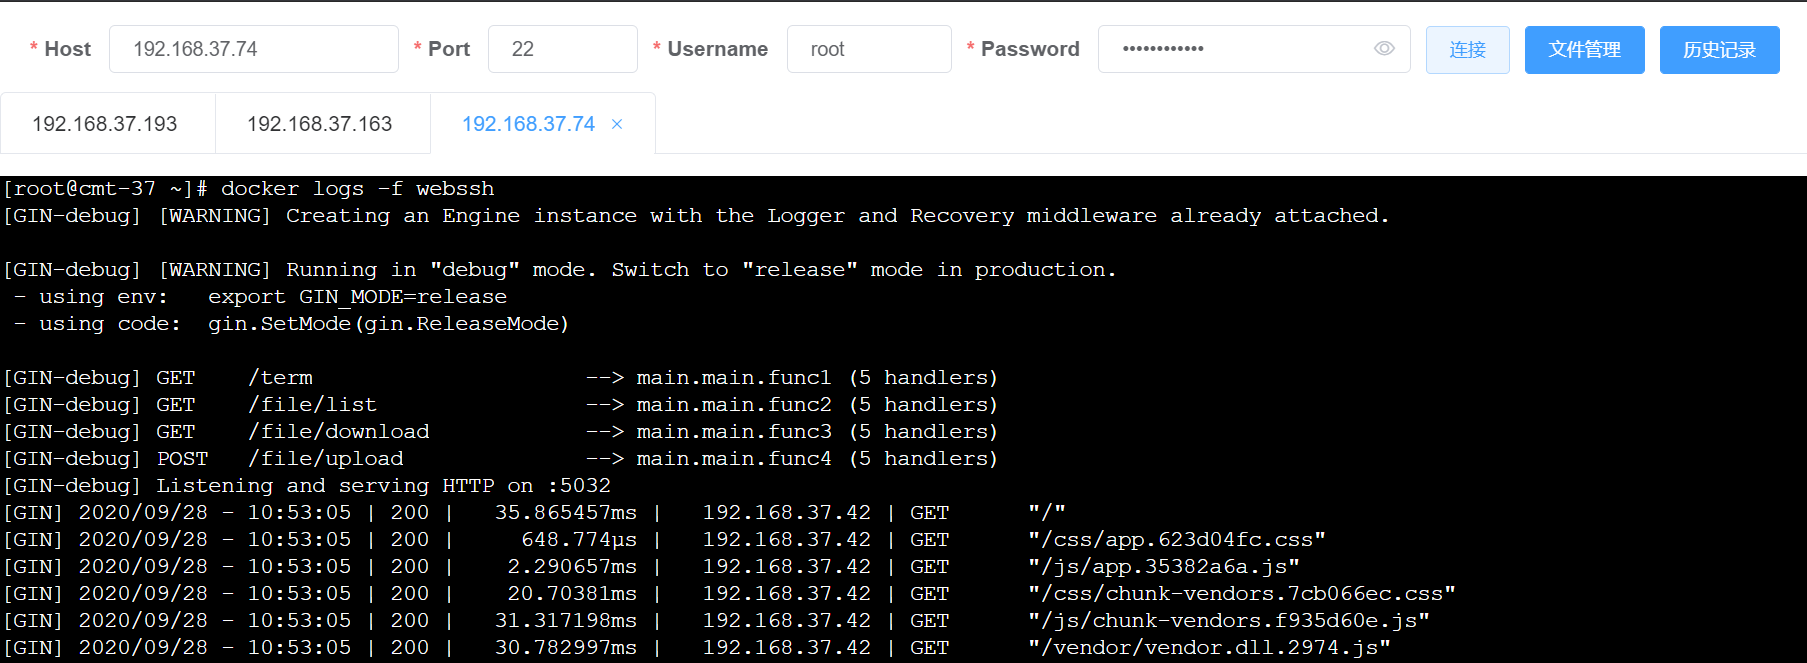 * Host 192.168.37.74 * Port 22 * Username root * Password •••••••••••• 连接 文件管理 历史记录
192.168.37.193 192.168.37.163 192.168.37.74 ×
[root@cmt-37 ~]# docker logs -f webssh
[GIN-debug] [WARNING] Creating an Engine instance with the Logger and Recovery middleware already attached.
[GIN-debug] [WARNING] Running in "debug" mode. Switch to "release" mode in production.
- using env:   export GIN_MODE=release
- using code:  gin.SetMode(gin.ReleaseMode)
[GIN-debug] GET    /term                     --> main.main.func1 (5 handlers)
[GIN-debug] GET    /file/list                --> main.main.func2 (5 handlers)
[GIN-debug] GET    /file/download            --> main.main.func3 (5 handlers)
[GIN-debug] POST   /file/upload              --> main.main.func4 (5 handlers)
[GIN-debug] Listening and serving HTTP on :5032
[GIN] 2020/09/28 - 10:53:05 | 200 |   35.865457ms |   192.168.37.42 | GET      "/"
[GIN] 2020/09/28 - 10:53:05 | 200 |     648.774µs |   192.168.37.42 | GET      "/css/app.623d04fc.css"
[GIN] 2020/09/28 - 10:53:05 | 200 |    2.290657ms |   192.168.37.42 | GET      "/js/app.35382a6a.js"
[GIN] 2020/09/28 - 10:53:05 | 200 |    20.70381ms |   192.168.37.42 | GET      "/css/chunk-vendors.7cb066ec.css"
[GIN] 2020/09/28 - 10:53:05 | 200 |   31.317198ms |   192.168.37.42 | GET      "/js/chunk-vendors.f935d60e.js"
[GIN] 2020/09/28 - 10:53:05 | 200 |   30.782997ms |   192.168.37.42 | GET      "/vendor/vendor.dll.2974.js"